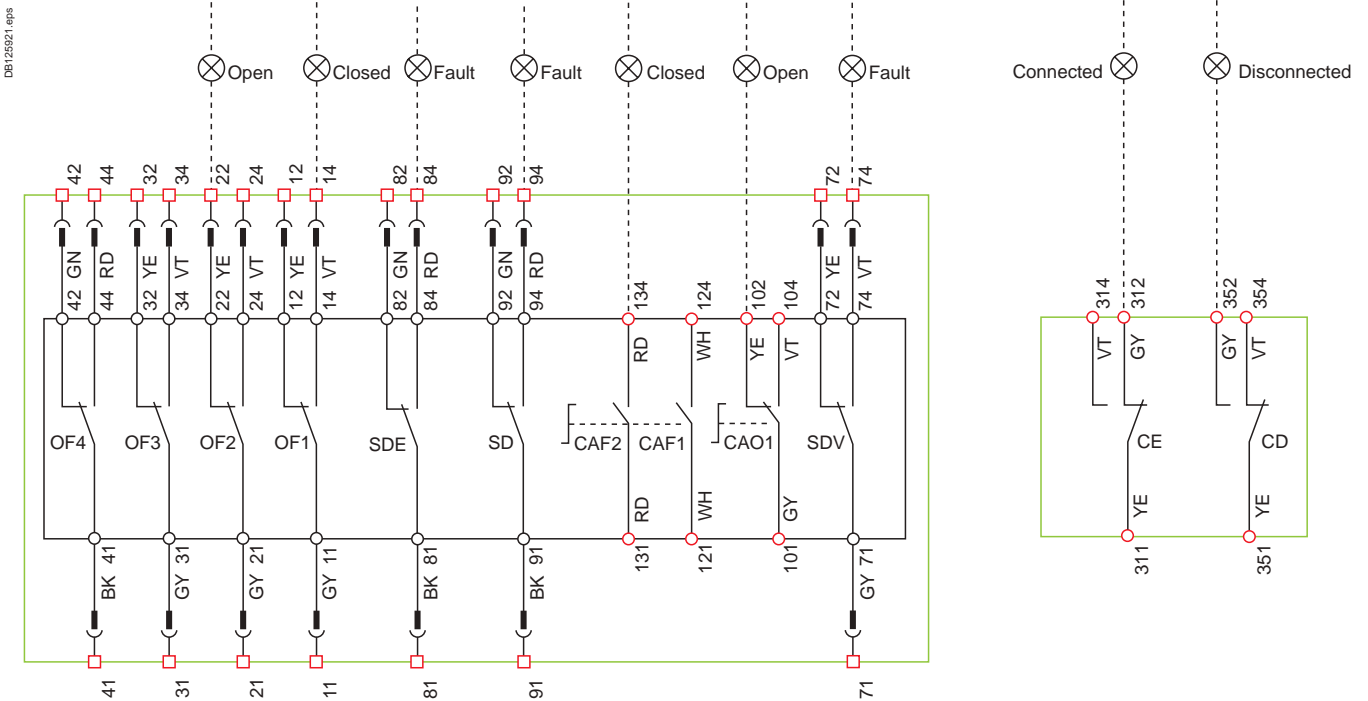 DB125921.eps
Open Closed Fault Fault Closed Open Fault Connected Disconnected
42 44 32 34 22 24 12 14 82 84 92 94 72 74
GN RD YE VT YE VT YE VT GN RD GN RD YE VT
42 44 32 34 22 24 12 14 82 84 92 94 134 124 102 104 72 74 314 312 352 354
RD WH YE VT VT GY GY VT
OF4 OF3 OF2 OF1 SDE SD CAF2 CAF1 CAO1 SDV CE CD
RD WH GY YE YE
41 31 21 11 81 91 131 121 101 71 311 351
BK GY GY GY BK BK GY
41 31 21 11 81 91 71